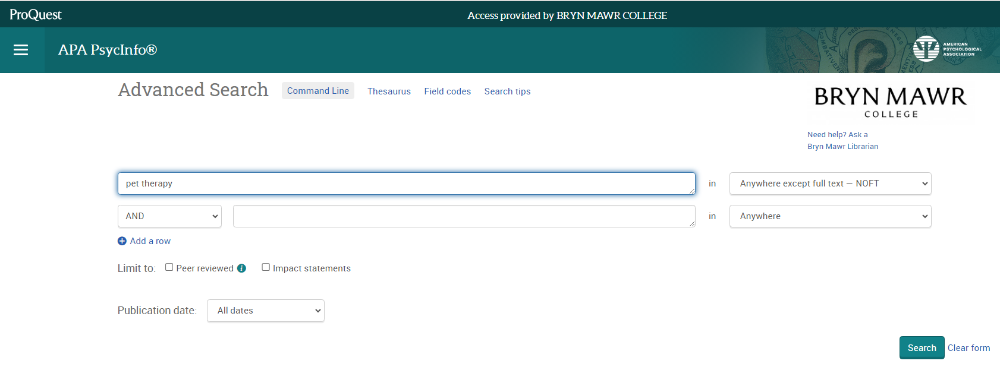 ProQuest
Access provided by BRYN MAWR COLLEGE
APA PsycInfo®
AMERICAN
PSYCHOLOGICAL
ASSOCIATION
Advanced Search
Command Line
Thesaurus
Field codes
Search tips
BRYN MAWR
COLLEGE
Need help? Ask a
Bryn Mawr Librarian
pet therapy
in
Anywhere except full text — NOFT
AND
in
Anywhere
Add a row
Limit to:
Peer reviewed
Impact statements
Publication date:
All dates
Search
Clear form